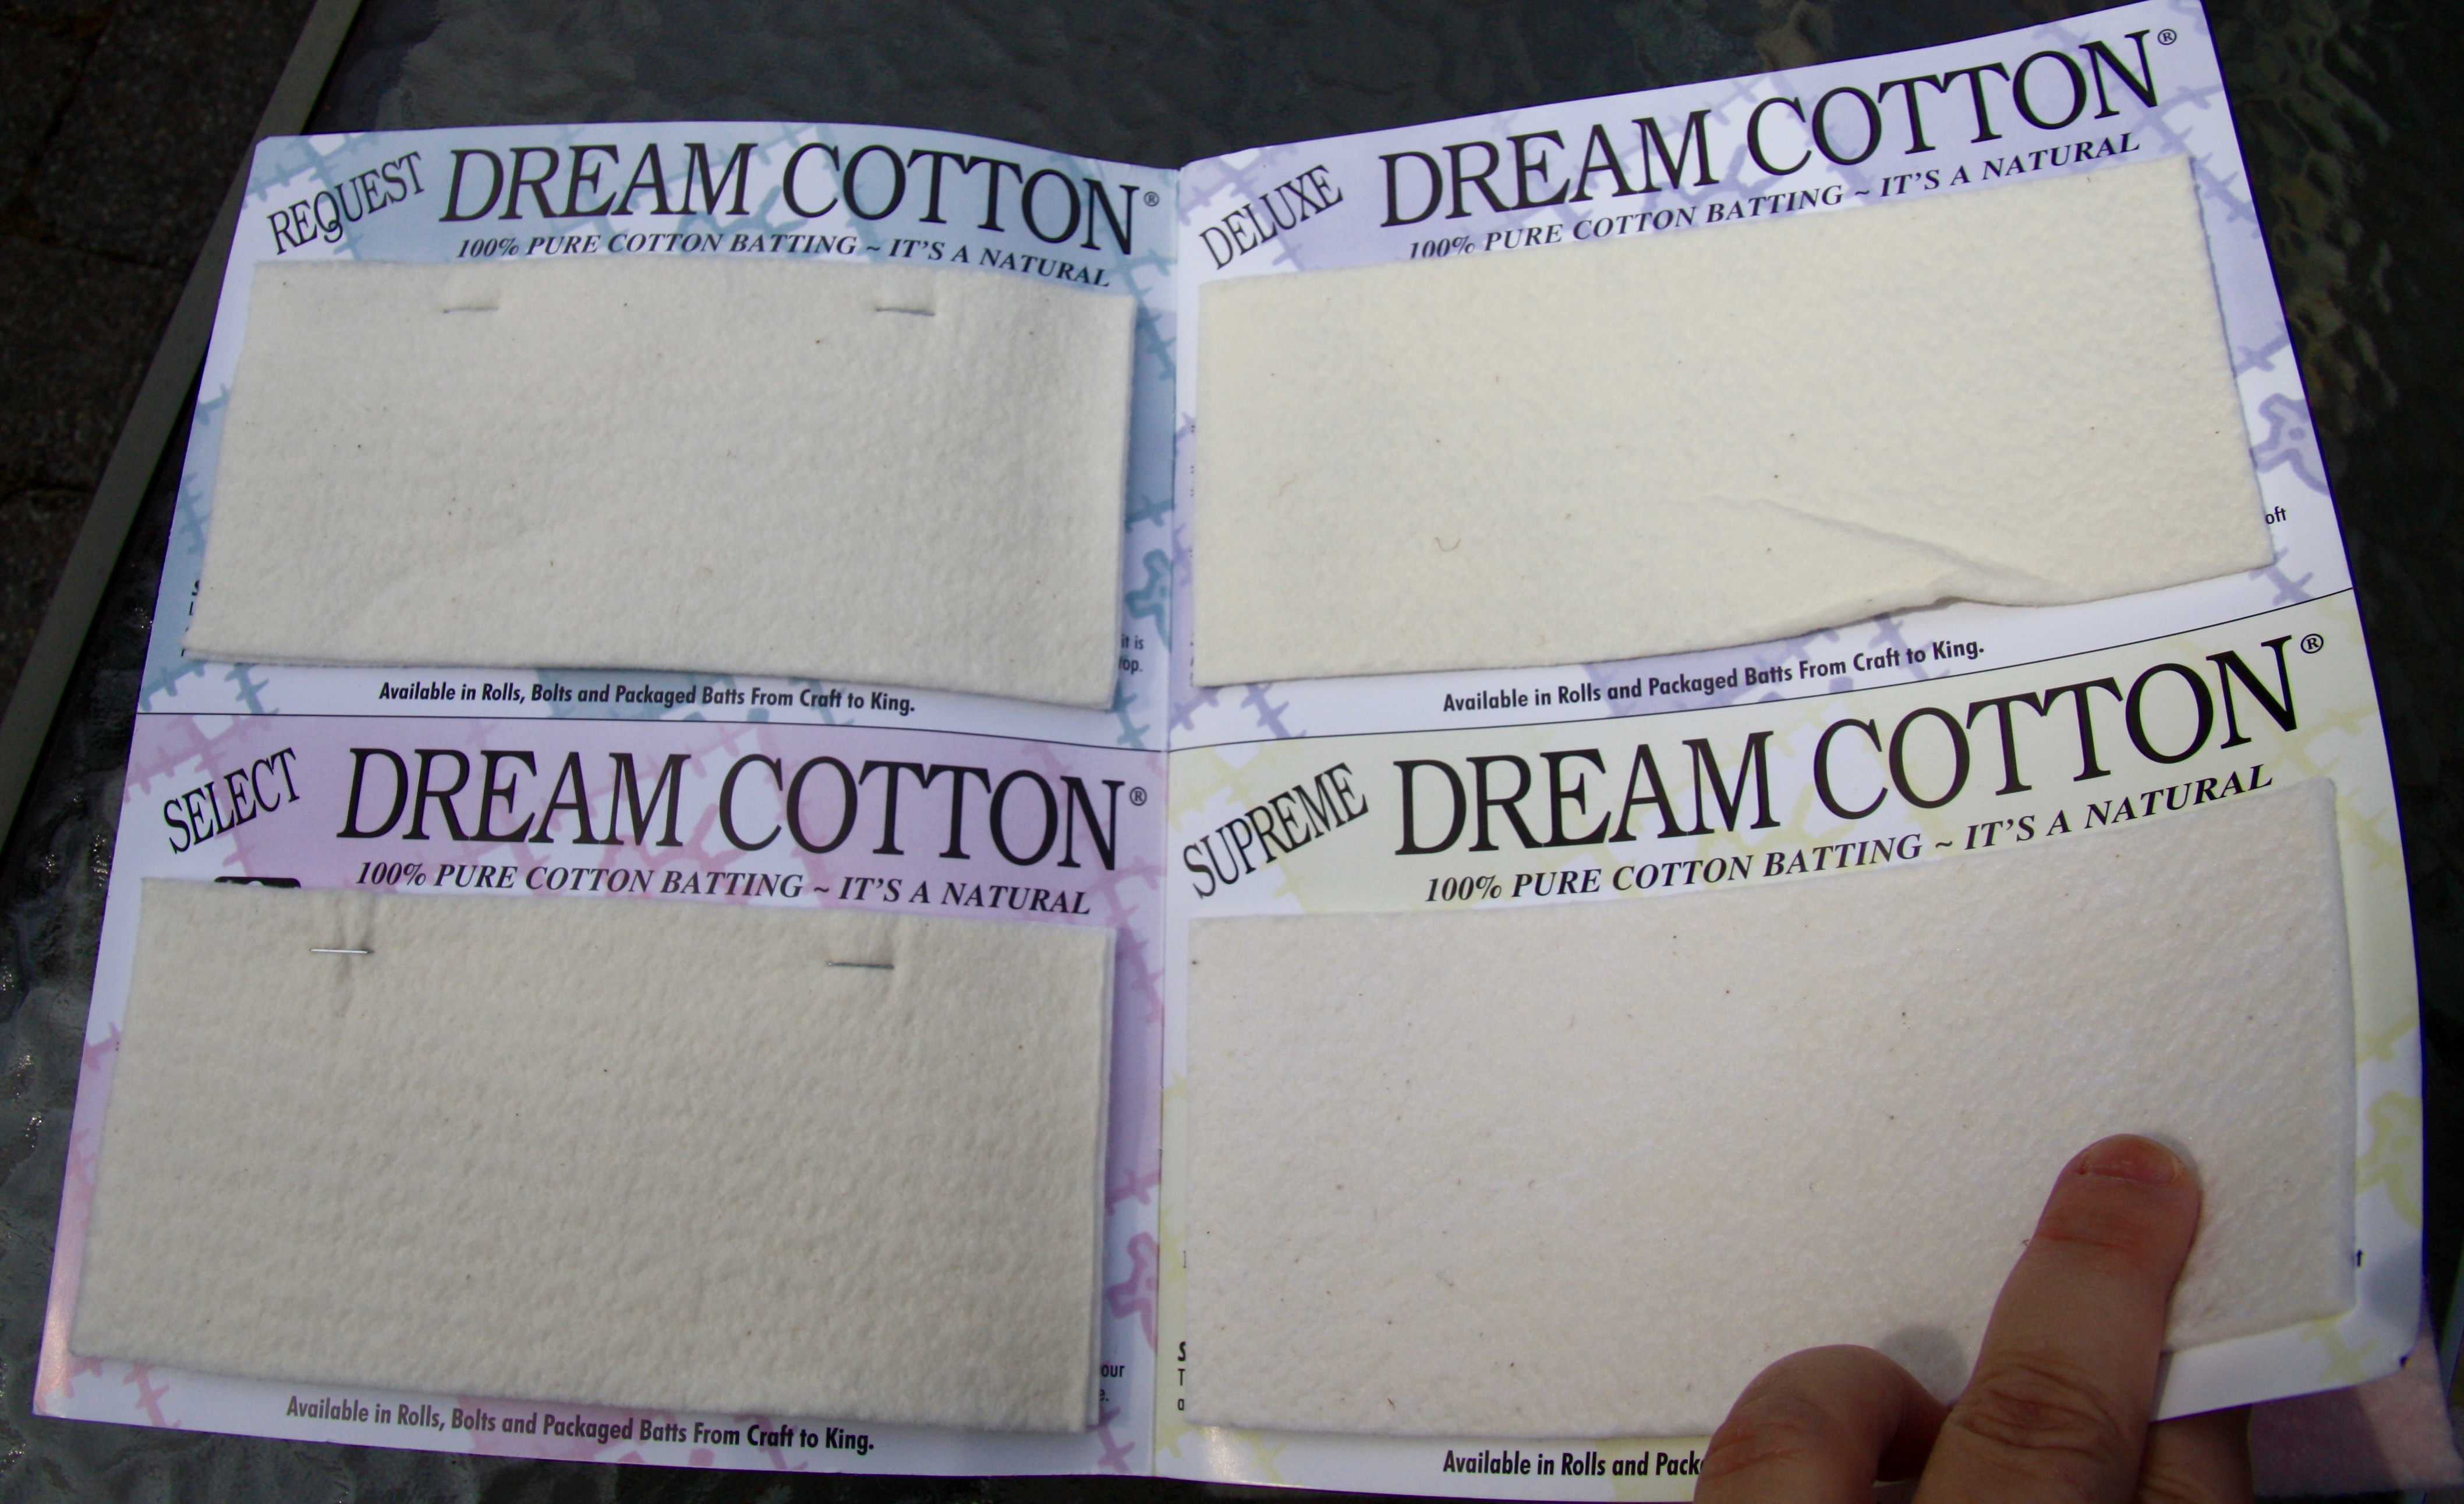 REQUEST DREAM COTTON®
100% PURE COTTON BATTING ~ IT'S A NATURAL
it is
Available in Rolls, Bolts and Packaged Batts From Craft to King.
SELECT DREAM COTTON®
100% PURE COTTON BATTING ~ IT'S A NATURAL
Available in Rolls, Bolts and Packaged Batts From Craft to King.
DELUXE DREAM COTTON®
100% PURE COTTON BATTING ~ IT'S A NATURAL
Available in Rolls and Packaged Batts From Craft to King.
SUPREME DREAM COTTON®
100% PURE COTTON BATTING ~ IT'S A NATURAL
Available in Rolls and